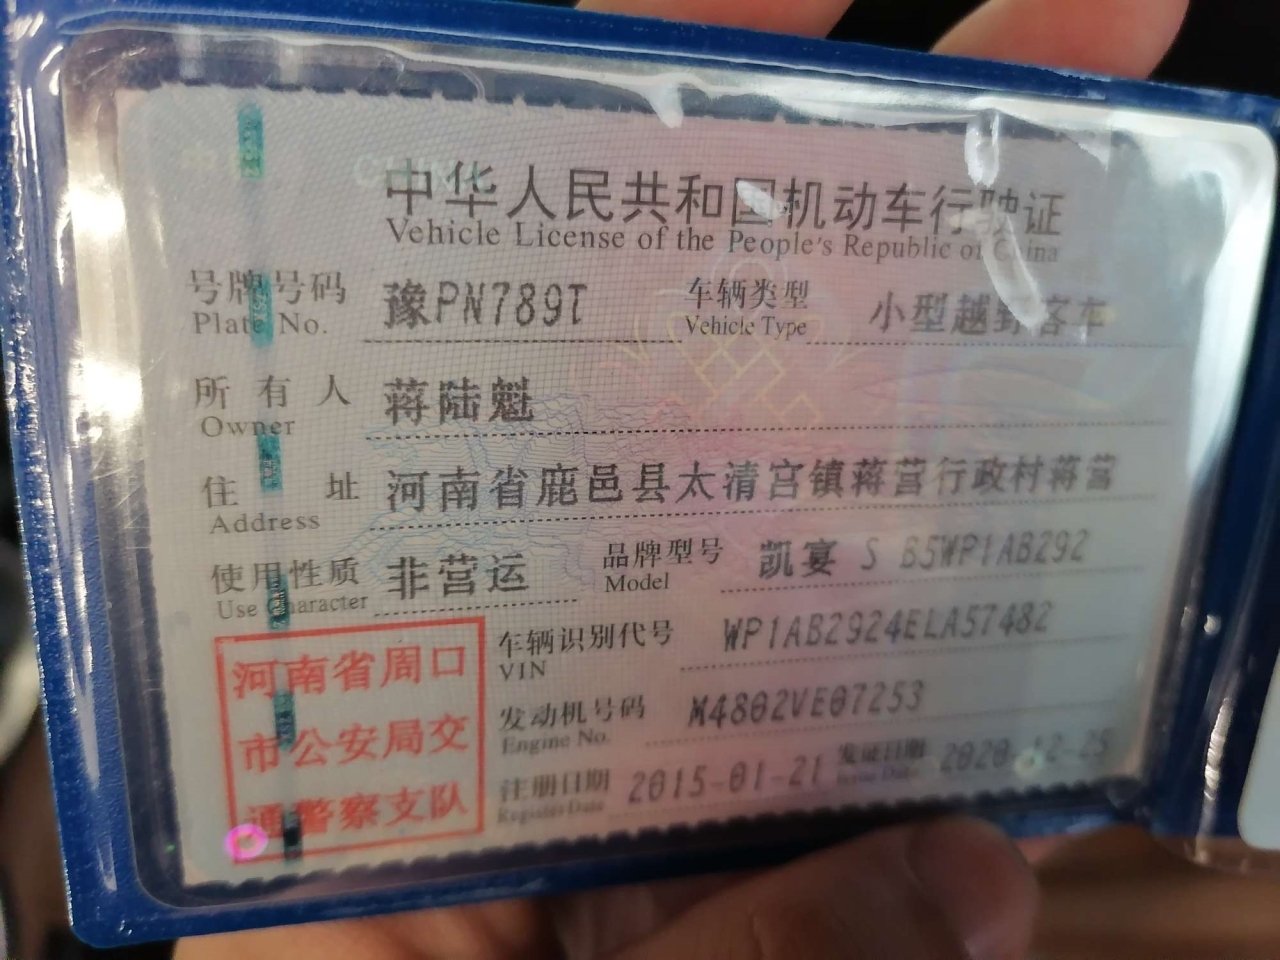 中华人民共和国机动车行驶证
Vehicle License of the People's Republic of China
号牌号码 豫PN789T 车辆类型 小型越野客车
Plate No. Vehicle Type
所有人 蒋陆魁
Owner
住址 河南省鹿邑县太清宫镇蒋营行政村蒋营
Address
使用性质 非营运 品牌型号 凯宴 S B5WP1AB292
Use Character Model
车辆识别代号 WP1AB2924ELA57482
VIN
发动机号码 M4802VE07253
Engine No.
注册日期 2015-01-21 发证日期 2020-12-25
Register Date Issue Date
河南省周口
市公安局交
通警察支队